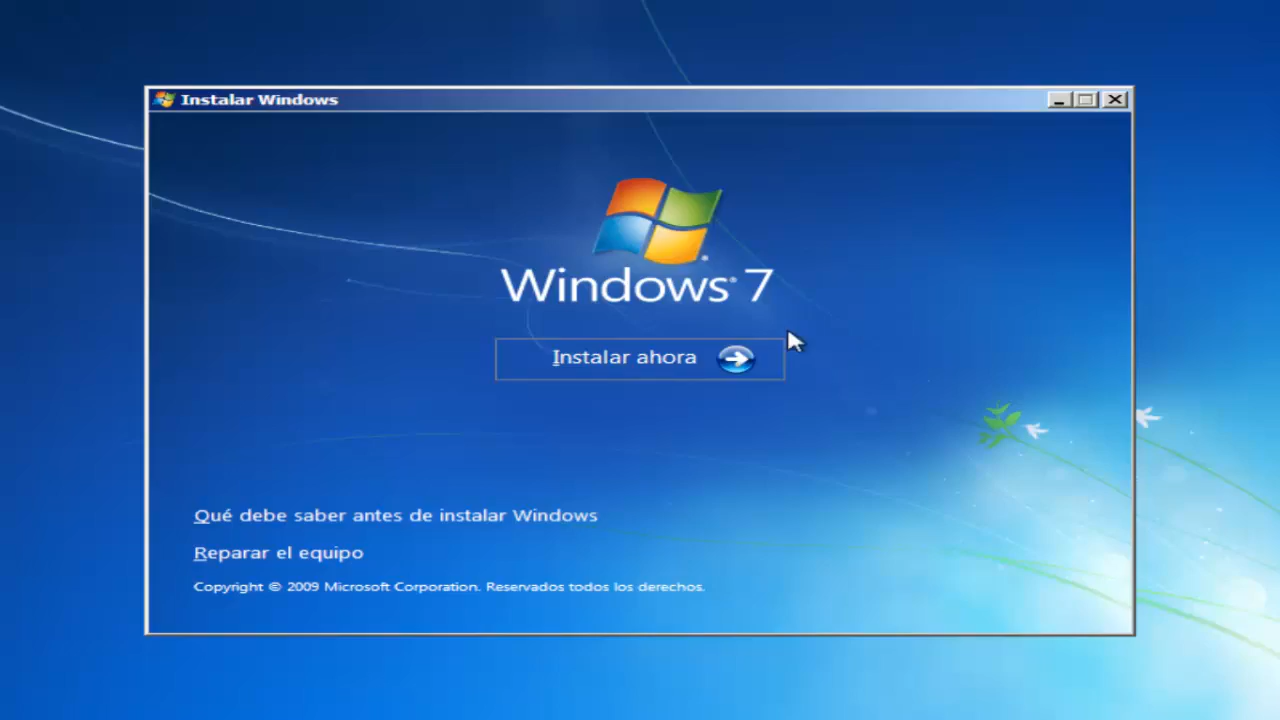 Instalar Windows
Windows® 7
Instalar ahora
Qué debe saber antes de instalar Windows
Reparar el equipo
Copyright © 2009 Microsoft Corporation. Reservados todos los derechos.